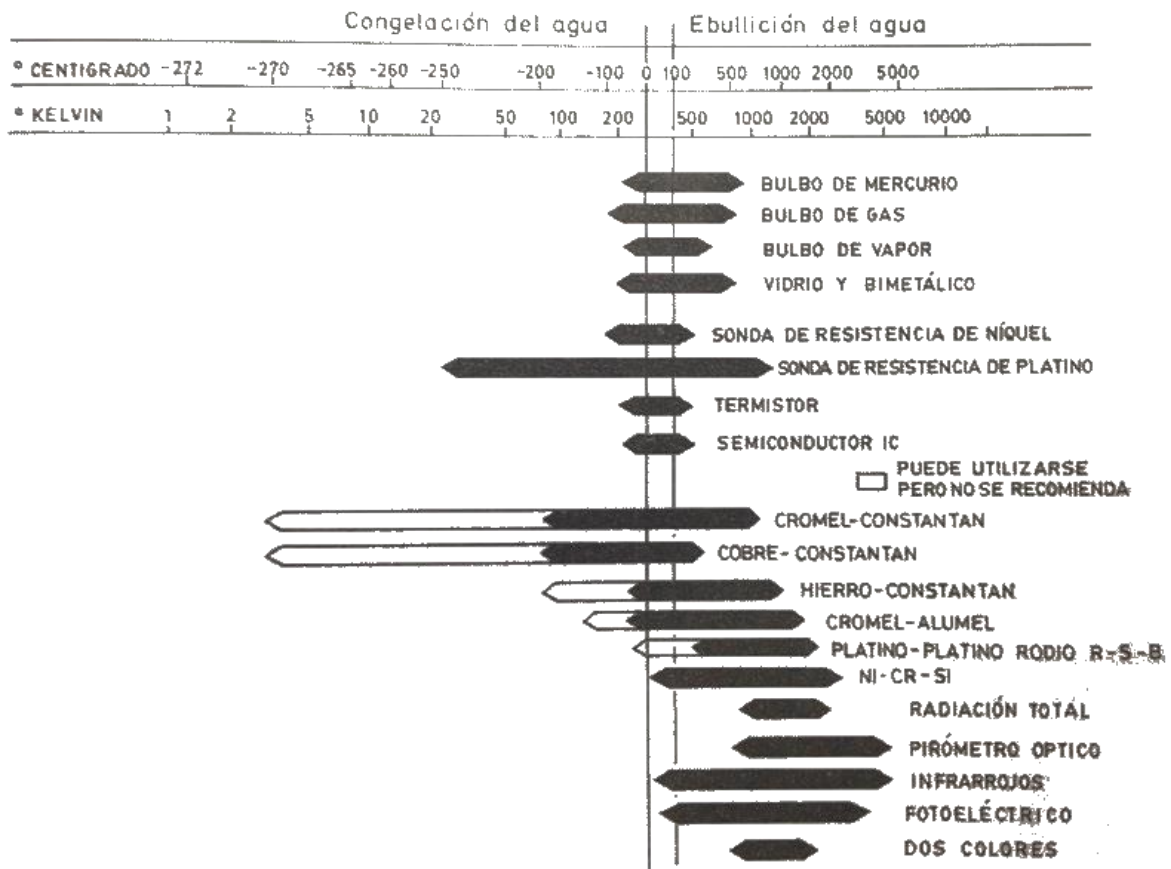 Congelación del agua Ebullición del agua
° CENTIGRADO -272 -270 -265 -260 -250 -200 -100 0 100 500 1000 2000 5000
° KELVIN 1 2 5 10 20 50 100 200 500 1000 2000 5000 10000
BULBO DE MERCURIO
BULBO DE GAS
BULBO DE VAPOR
VIDRIO Y BIMETÁLICO
SONDA DE RESISTENCIA DE NÍQUEL
SONDA DE RESISTENCIA DE PLATINO
TERMISTOR
SEMICONDUCTOR IC
PUEDE UTILIZARSE
PERO NO SE RECOMIENDA
CROMEL-CONSTANTAN
COBRE-CONSTANTAN
HIERRO-CONSTANTAN
CROMEL-ALUMEL
PLATINO-PLATINO RODIO R-S-B
NI-CR-SI
RADIACIÓN TOTAL
PIRÓMETRO OPTICO
INFRARROJOS
FOTOELÉCTRICO
DOS COLORES